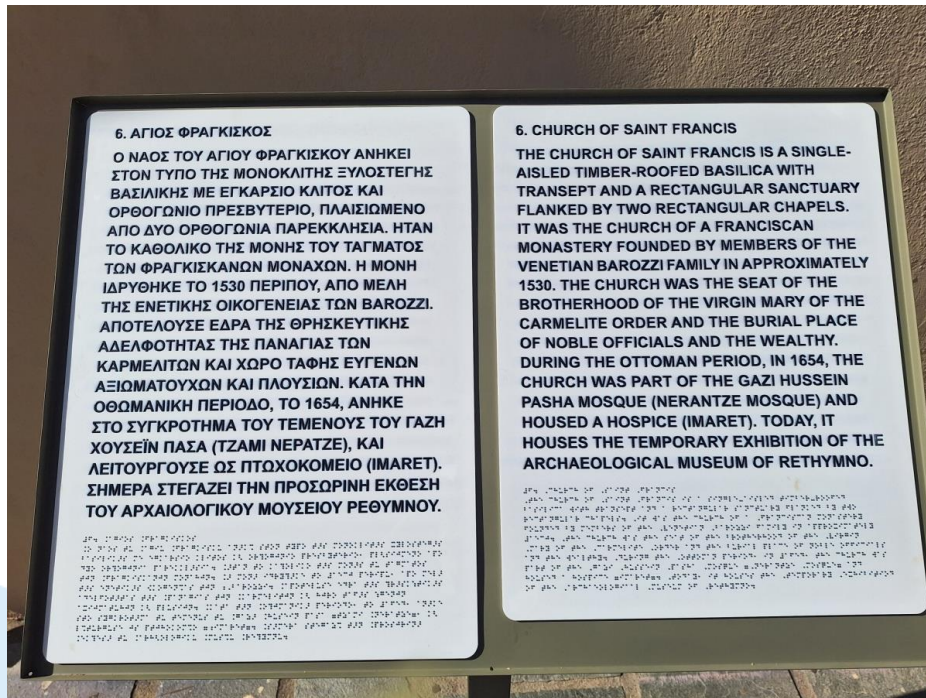 6. ΑΓΙΟΣ ΦΡΑΓΚΙΣΚΟΣ
Ο ΝΑΟΣ ΤΟΥ ΑΓΙΟΥ ΦΡΑΓΚΙΣΚΟΥ ΑΝΗΚΕΙ
ΣΤΟΝ ΤΥΠΟ ΤΗΣ ΜΟΝΟΚΛΙΤΗΣ ΞΥΛΟΣΤΕΓΗΣ
ΒΑΣΙΛΙΚΗΣ ΜΕ ΕΓΚΑΡΣΙΟ ΚΛΙΤΟΣ ΚΑΙ
ΟΡΘΟΓΩΝΙΟ ΠΡΕΣΒΥΤΕΡΙΟ, ΠΛΑΙΣΙΩΜΕΝΟ
ΑΠΟ ΔΥΟ ΟΡΘΟΓΩΝΙΑ ΠΑΡΕΚΚΛΗΣΙΑ. ΗΤΑΝ
ΤΟ ΚΑΘΟΛΙΚΟ ΤΗΣ ΜΟΝΗΣ ΤΟΥ ΤΑΓΜΑΤΟΣ
ΤΩΝ ΦΡΑΓΚΙΣΚΑΝΩΝ ΜΟΝΑΧΩΝ. Η ΜΟΝΗ
ΙΔΡΥΘΗΚΕ ΤΟ 1530 ΠΕΡΙΠΟΥ, ΑΠΟ ΜΕΛΗ
ΤΗΣ ΕΝΕΤΙΚΗΣ ΟΙΚΟΓΕΝΕΙΑΣ ΤΩΝ BAROZZI.
ΑΠΟΤΕΛΟΥΣΕ ΕΔΡΑ ΤΗΣ ΘΡΗΣΚΕΥΤΙΚΗΣ
ΑΔΕΛΦΟΤΗΤΑΣ ΤΗΣ ΠΑΝΑΓΙΑΣ ΤΩΝ
ΚΑΡΜΕΛΙΤΩΝ ΚΑΙ ΧΩΡΟ ΤΑΦΗΣ ΕΥΓΕΝΩΝ
ΑΞΙΩΜΑΤΟΥΧΩΝ ΚΑΙ ΠΛΟΥΣΙΩΝ. ΚΑΤΑ ΤΗΝ
ΟΘΩΜΑΝΙΚΗ ΠΕΡΙΟΔΟ, ΤΟ 1654, ΑΝΗΚΕ
ΣΤΟ ΣΥΓΚΡΟΤΗΜΑ ΤΟΥ ΤΕΜΕΝΟΥΣ ΤΟΥ ΓΑΖΗ
ΧΟΥΣΕΪΝ ΠΑΣΑ (ΤΖΑΜΙ ΝΕΡΑΤΖΕ), ΚΑΙ
ΛΕΙΤΟΥΡΓΟΥΣΕ ΩΣ ΠΤΩΧΟΚΟΜΕΙΟ (IMARET).
ΣΗΜΕΡΑ ΣΤΕΓΑΖΕΙ ΤΗΝ ΠΡΟΣΩΡΙΝΗ ΕΚΘΕΣΗ
ΤΟΥ ΑΡΧΑΙΟΛΟΓΙΚΟΥ ΜΟΥΣΕΙΟΥ ΡΕΘΥΜΝΟΥ.
6. CHURCH OF SAINT FRANCIS
THE CHURCH OF SAINT FRANCIS IS A SINGLE-
AISLED TIMBER-ROOFED BASILICA WITH
TRANSEPT AND A RECTANGULAR SANCTUARY
FLANKED BY TWO RECTANGULAR CHAPELS.
IT WAS THE CHURCH OF A FRANCISCAN
MONASTERY FOUNDED BY MEMBERS OF THE
VENETIAN BAROZZI FAMILY IN APPROXIMATELY
1530. THE CHURCH WAS THE SEAT OF THE
BROTHERHOOD OF THE VIRGIN MARY OF THE
CARMELITE ORDER AND THE BURIAL PLACE
OF NOBLE OFFICIALS AND THE WEALTHY.
DURING THE OTTOMAN PERIOD, IN 1654, THE
CHURCH WAS PART OF THE GAZI HUSSEIN
PASHA MOSQUE (NERANTZE MOSQUE) AND
HOUSED A HOSPICE (IMARET). TODAY, IT
HOUSES THE TEMPORARY EXHIBITION OF THE
ARCHAEOLOGICAL MUSEUM OF RETHYMNO.